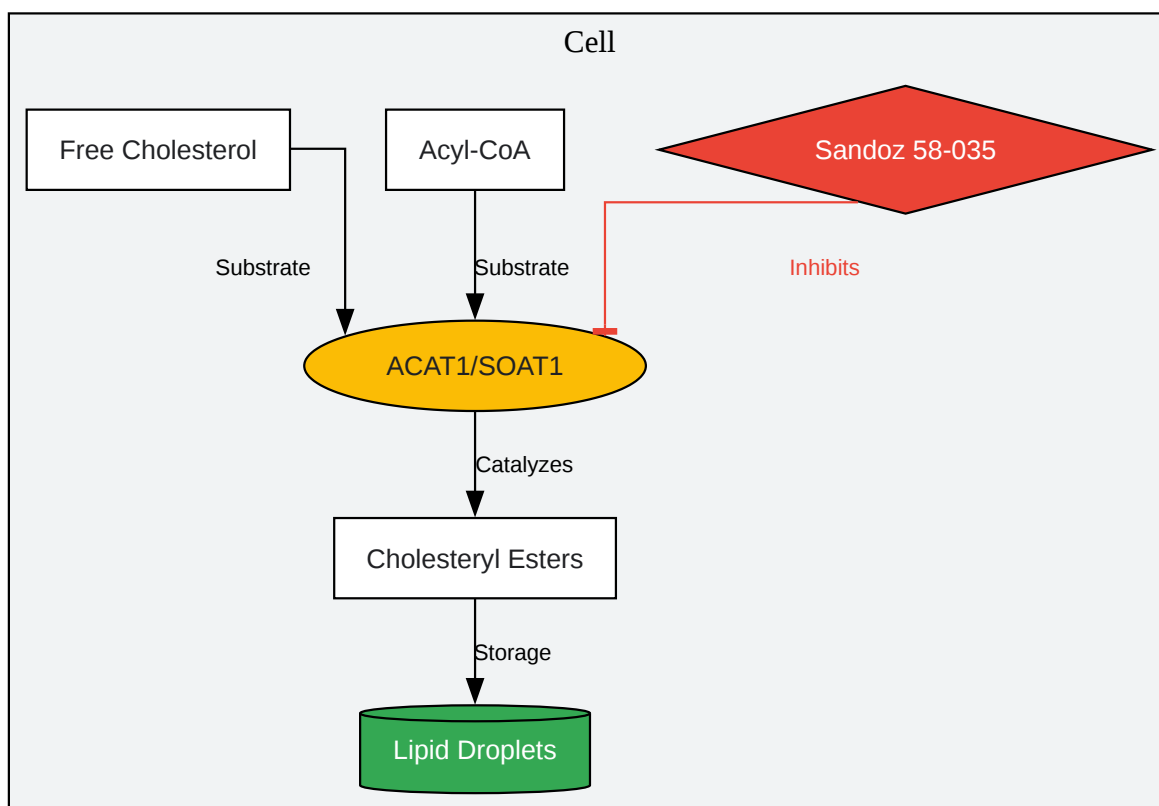 Cell
Free Cholesterol
Acyl-CoA
Sandoz 58-035
Substrate
Substrate
Inhibits
ACAT1/SOAT1
Catalyzes
Cholesteryl Esters
Storage
Lipid Droplets